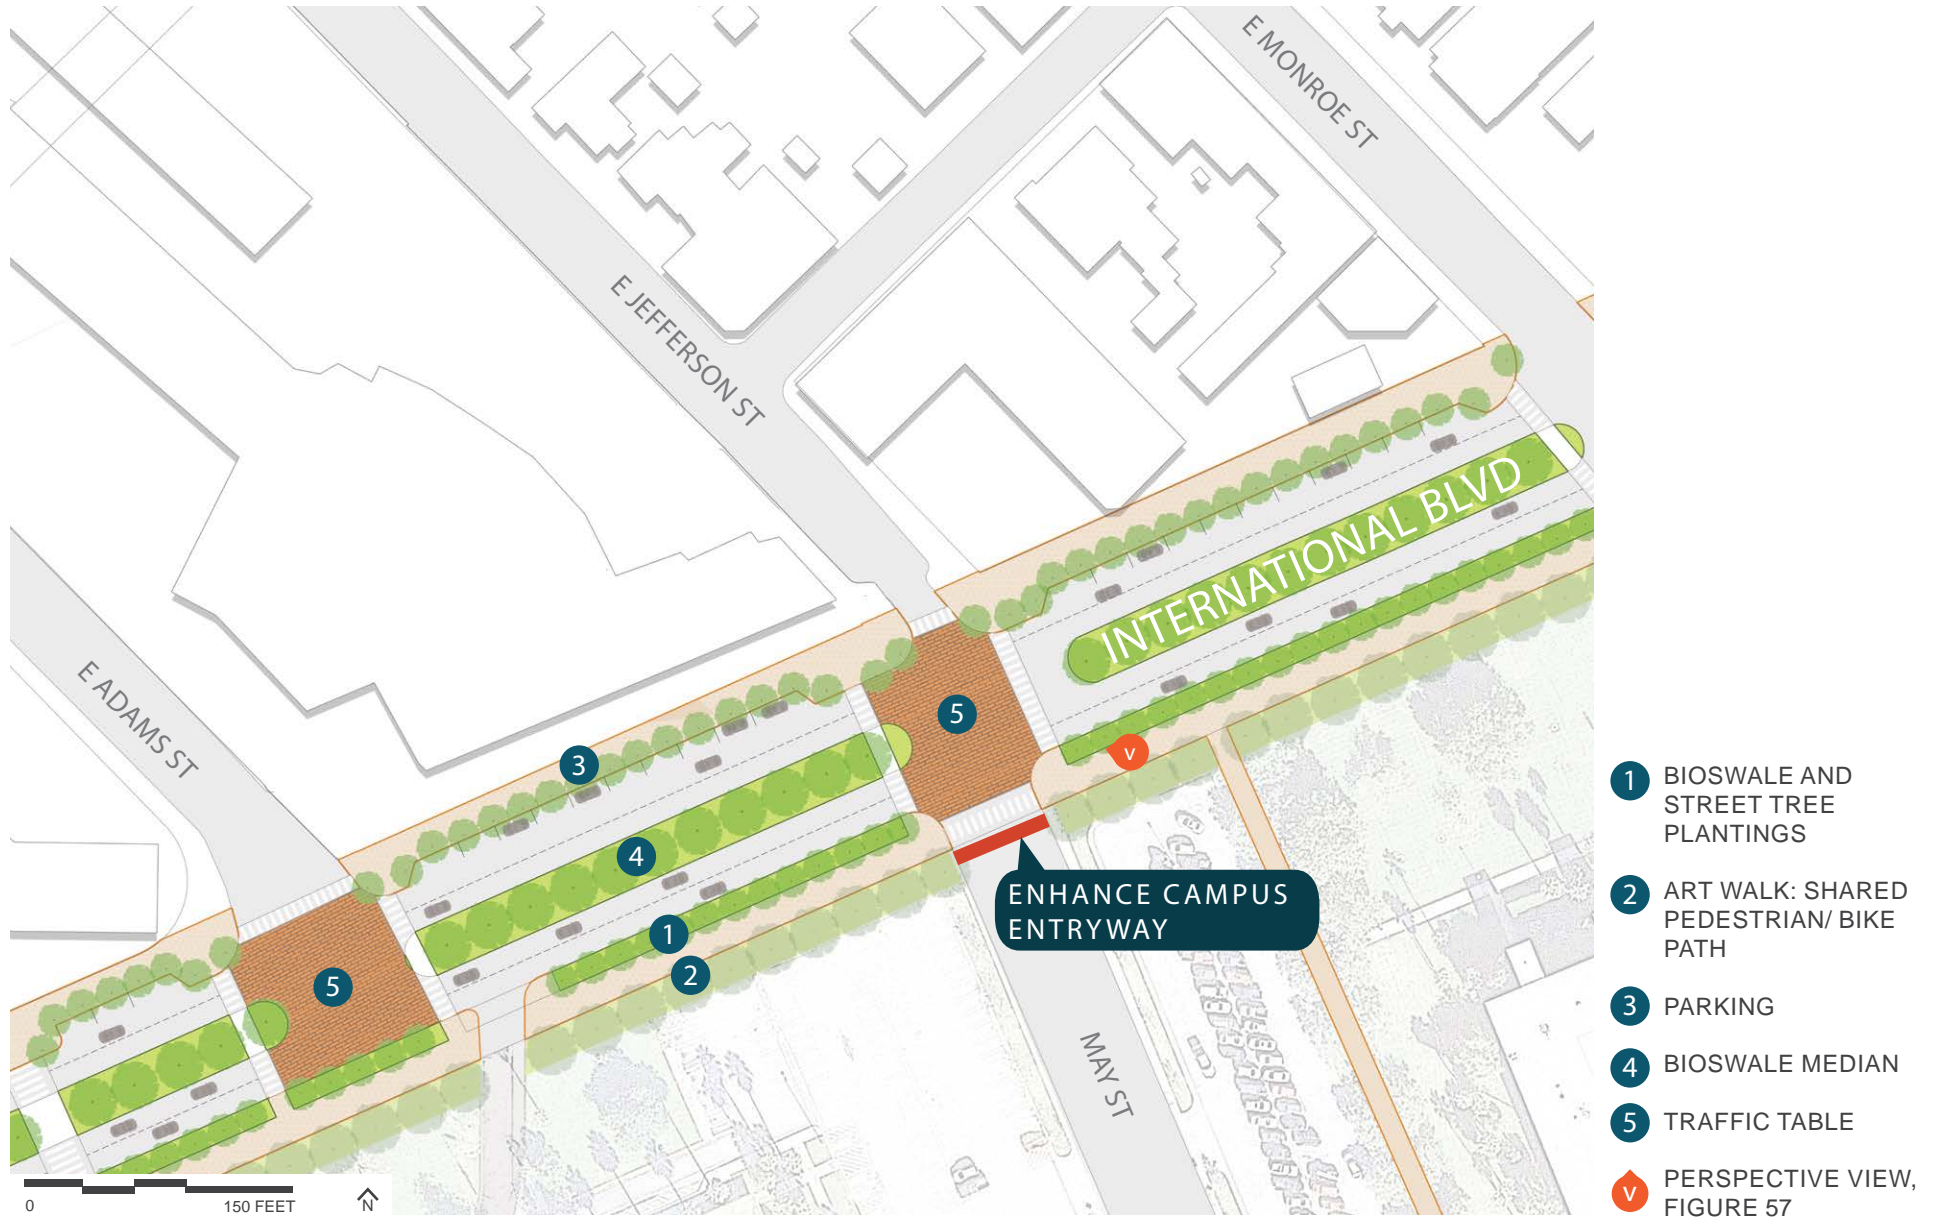 E MONROE ST
E JEFFERSON ST
E ADAMS ST
INTERNATIONAL BLVD
5
3
4
V
1
2
5
ENHANCE CAMPUS
ENTRYWAY
MAY ST
0
150 FEET
N
1 BIOSWALE AND
STREET TREE
PLANTINGS
2 ART WALK: SHARED
PEDESTRIAN/ BIKE
PATH
3 PARKING
4 BIOSWALE MEDIAN
5 TRAFFIC TABLE
V PERSPECTIVE VIEW,
FIGURE 57